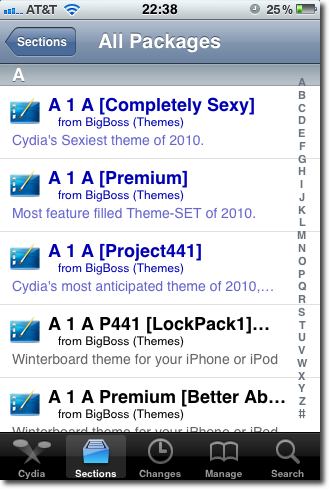 AT&T 22:38 25%
Sections All Packages
A
A 1 A [Completely Sexy]
from BigBoss (Themes)
Cydia's Sexiest theme of 2010.
A 1 A [Premium]
from BigBoss (Themes)
Most feature filled Theme-SET of 2010.
A 1 A [Project441]
from BigBoss (Themes)
Cydia's most anticipated theme of 2010,...
A 1 A P441 [LockPack1]...
from BigBoss (Themes)
Winterboard theme for your iPhone or iPod
A 1 A Premium [Better Ab...
from BigBoss (Themes)
Winterboard theme for your iPhone or iPod
A
B
C
D
E
F
G
H
I
J
K
L
M
N
O
P
Q
R
S
T
U
V
W
X
Y
Z
#
Cydia Sections Changes Manage Search